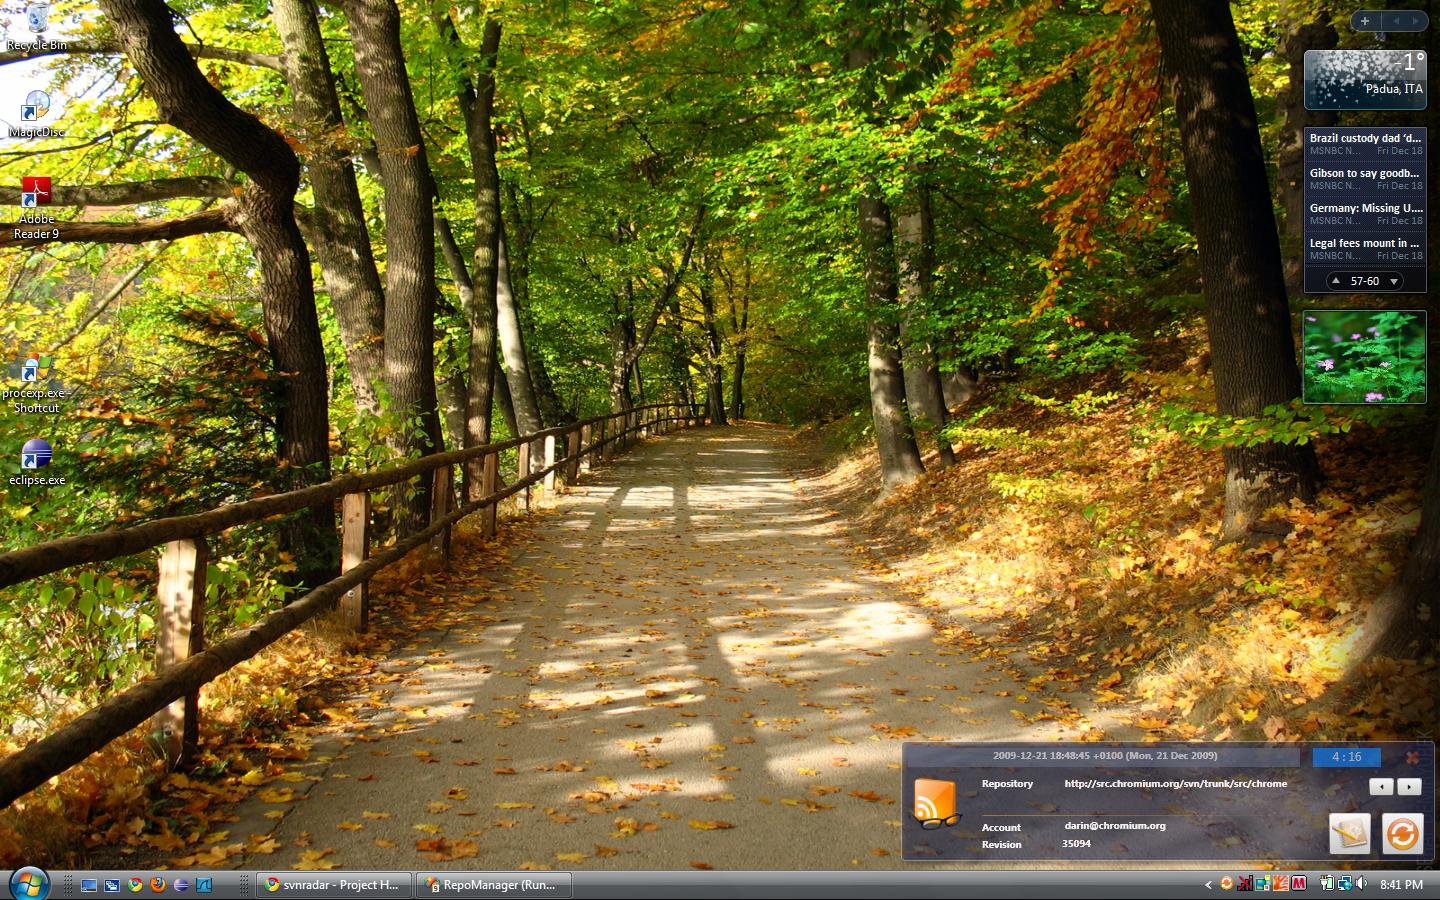 Recycle Bin
MagicDisc
Adobe
Reader 9
procexp.exe -
Shortcut
eclipse.exe
-1°
Padua, ITA
Brazil custody dad 'd...
MSNBC N... Fri Dec 18
Gibson to say goodb...
MSNBC N... Fri Dec 18
Germany: Missing U....
MSNBC N... Fri Dec 18
Legal fees mount in ...
MSNBC N... Fri Dec 18
57-60
2009-12-21 18:48:45 +0100 (Mon, 21 Dec 2009)
4 : 16
Repository http://src.chromium.org/svn/trunk/src/chrome
Account darin@chromium.org
Revision 35094
svnradar - Project H...
RepoManager (Run...
8:41 PM